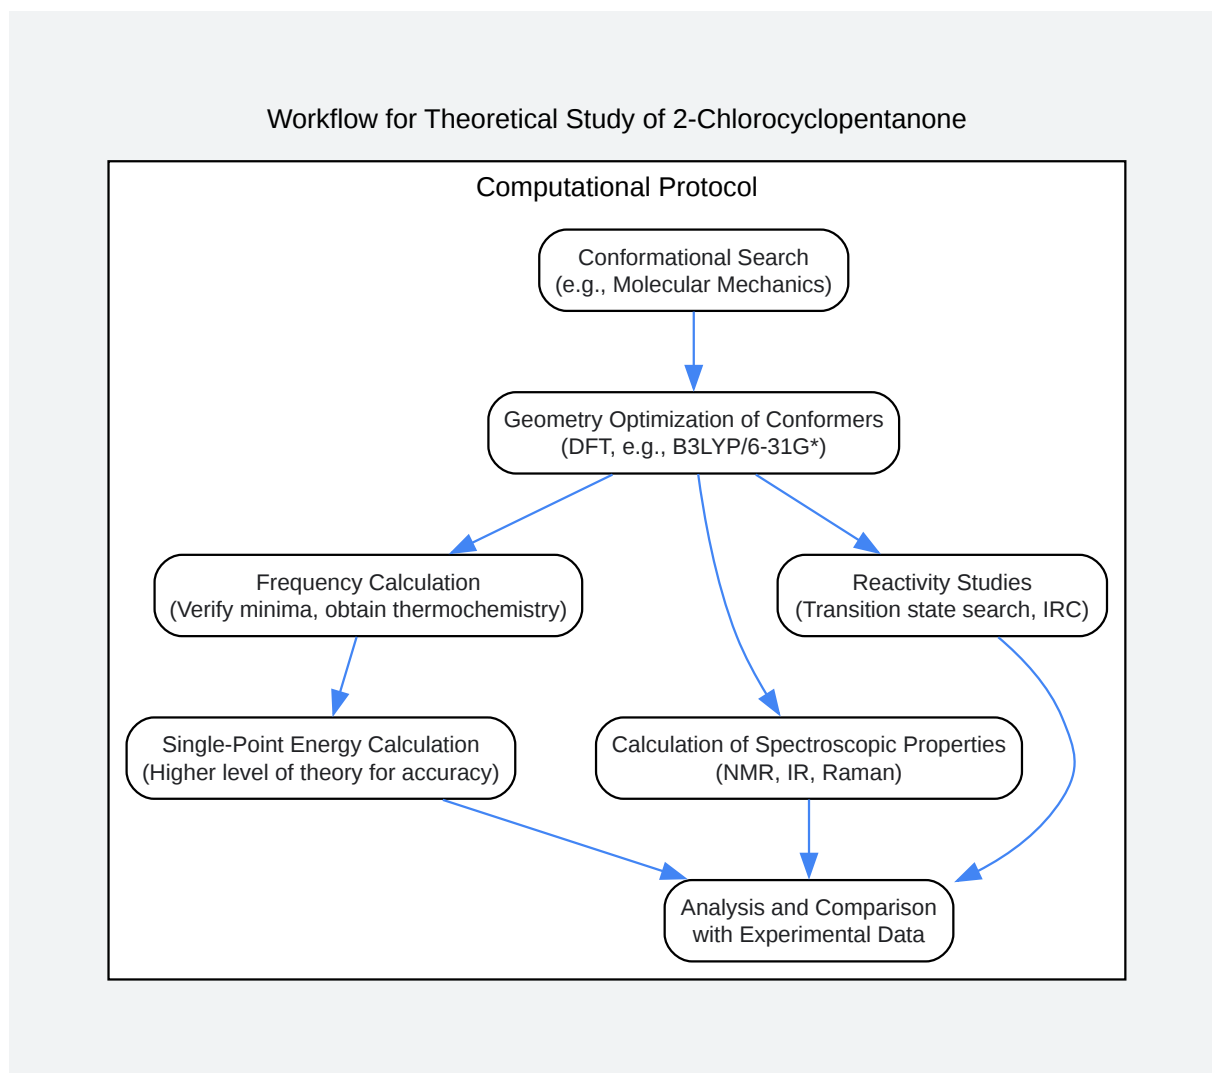 Workflow for Theoretical Study of 2-Chlorocyclopentanone
Computational Protocol
Conformational Search
(e.g., Molecular Mechanics)
Geometry Optimization of Conformers
(DFT, e.g., B3LYP/6-31G*)
Frequency Calculation
(Verify minima, obtain thermochemistry)
Reactivity Studies
(Transition state search, IRC)
Single-Point Energy Calculation
(Higher level of theory for accuracy)
Calculation of Spectroscopic Properties
(NMR, IR, Raman)
Analysis and Comparison
with Experimental Data